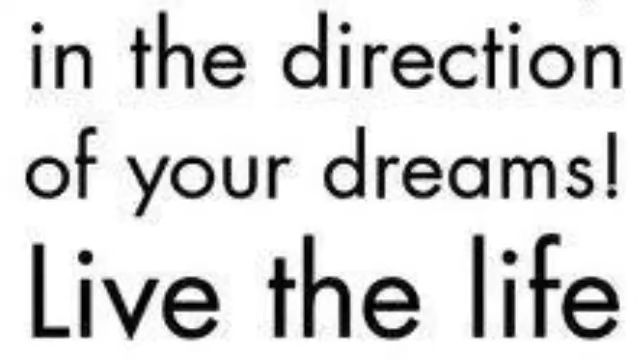 in the direction
of your dreams!
Live the life